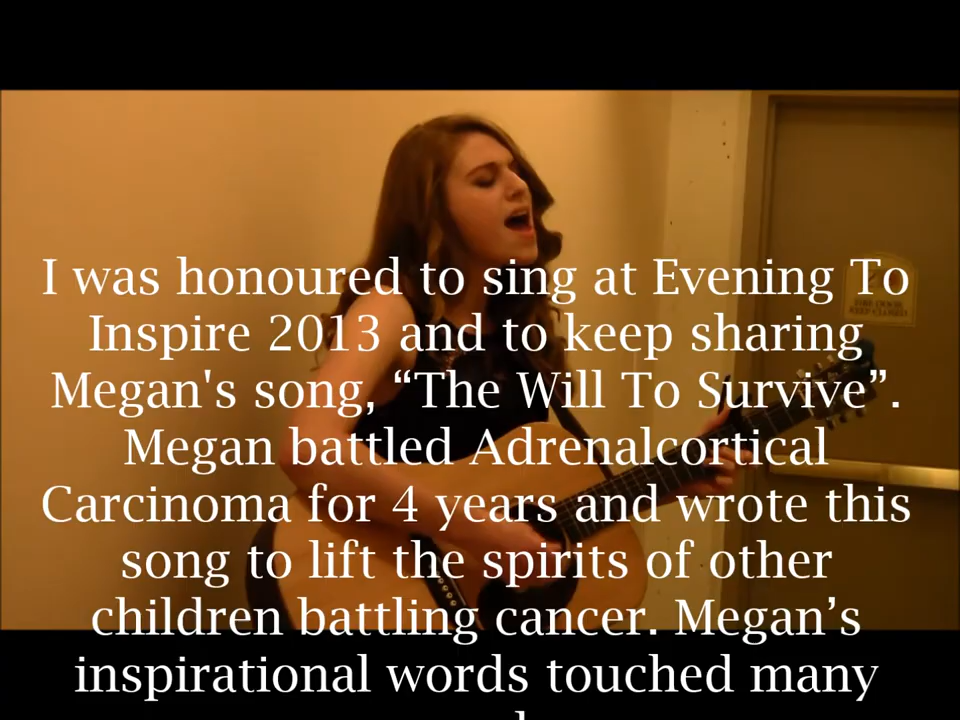 I was honoured to sing at Evening To
Inspire 2013 and to keep sharing
Megan's song, “The Will To Survive”.
Megan battled Adrenalcortical
Carcinoma for 4 years and wrote this
song to lift the spirits of other
children battling cancer. Megan’s
inspirational words touched many